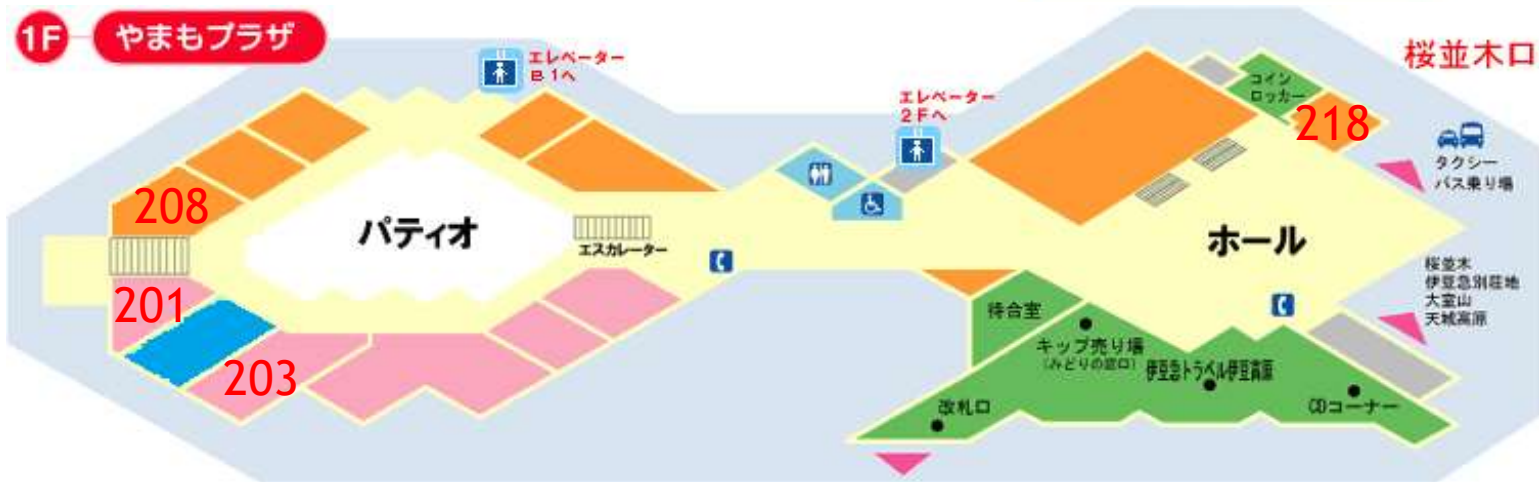 1F やまもプラザ
エレベーター
B1へ
エレベーター
2Fへ
桜並木口
コイン
ロッカー
218
タクシー
バス乗り場
208
パティオ
エスカレーター
ホール
201
203
桜並木
伊豆急別荘地
大室山
天城高原
待合室
キップ売り場
(みどりの窓口)
伊豆急トラベル伊豆高原
改札口
CDコーナー